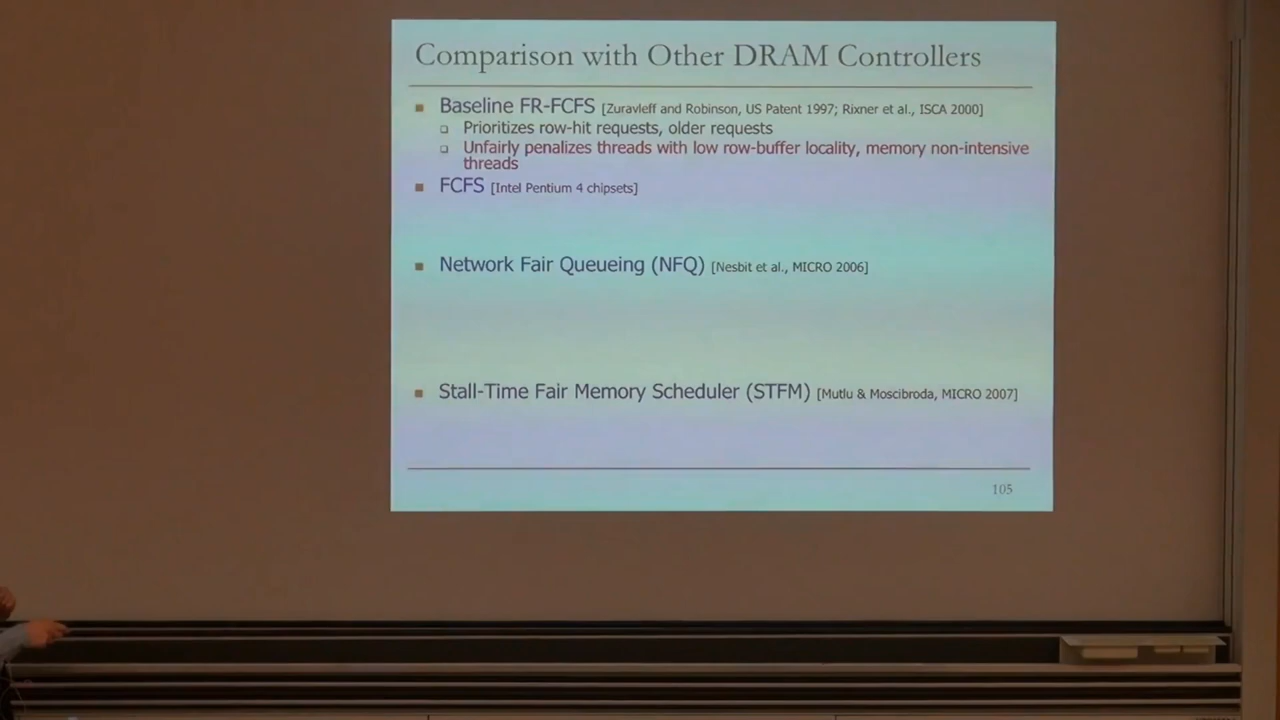 Comparison with Other DRAM Controllers
Baseline FR-FCFS [Zuravleff and Robinson, US Patent 1997; Rixner et al., ISCA 2000]
Prioritizes row-hit requests, older requests
Unfairly penalizes threads with low row-buffer locality, memory non-intensive
threads
FCFS [Intel Pentium 4 chipsets]
Network Fair Queueing (NFQ) [Nesbit et al., MICRO 2006]
Stall-Time Fair Memory Scheduler (STFM) [Mutlu & Moscibroda, MICRO 2007]
105